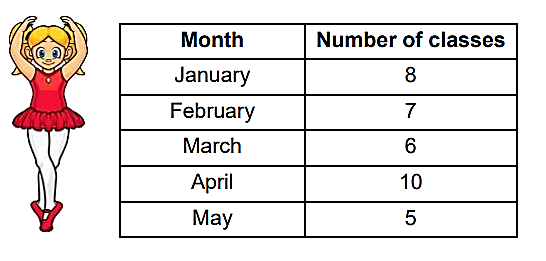 Month Number of classes
January 8
February 7
March 6
April 10
May 5